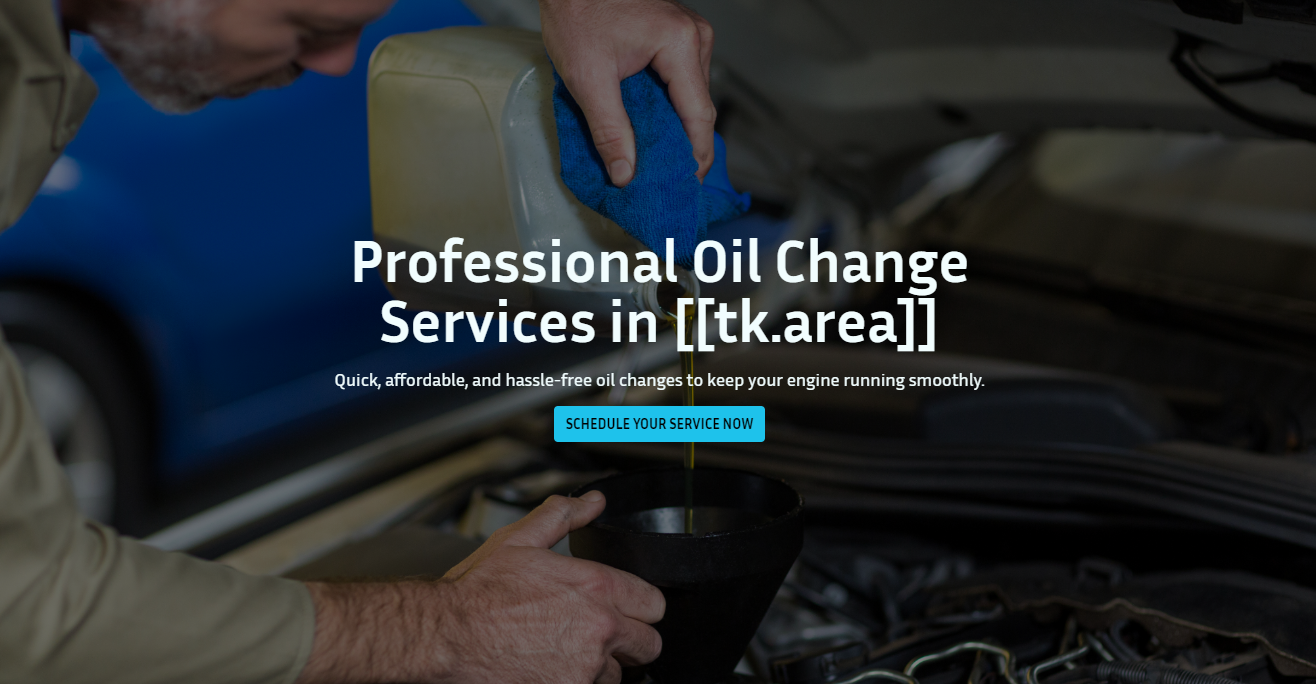 Professional Oil Change
Services in [[tk.area]]
Quick, affordable, and hassle-free oil changes to keep your engine running smoothly.
SCHEDULE YOUR SERVICE NOW